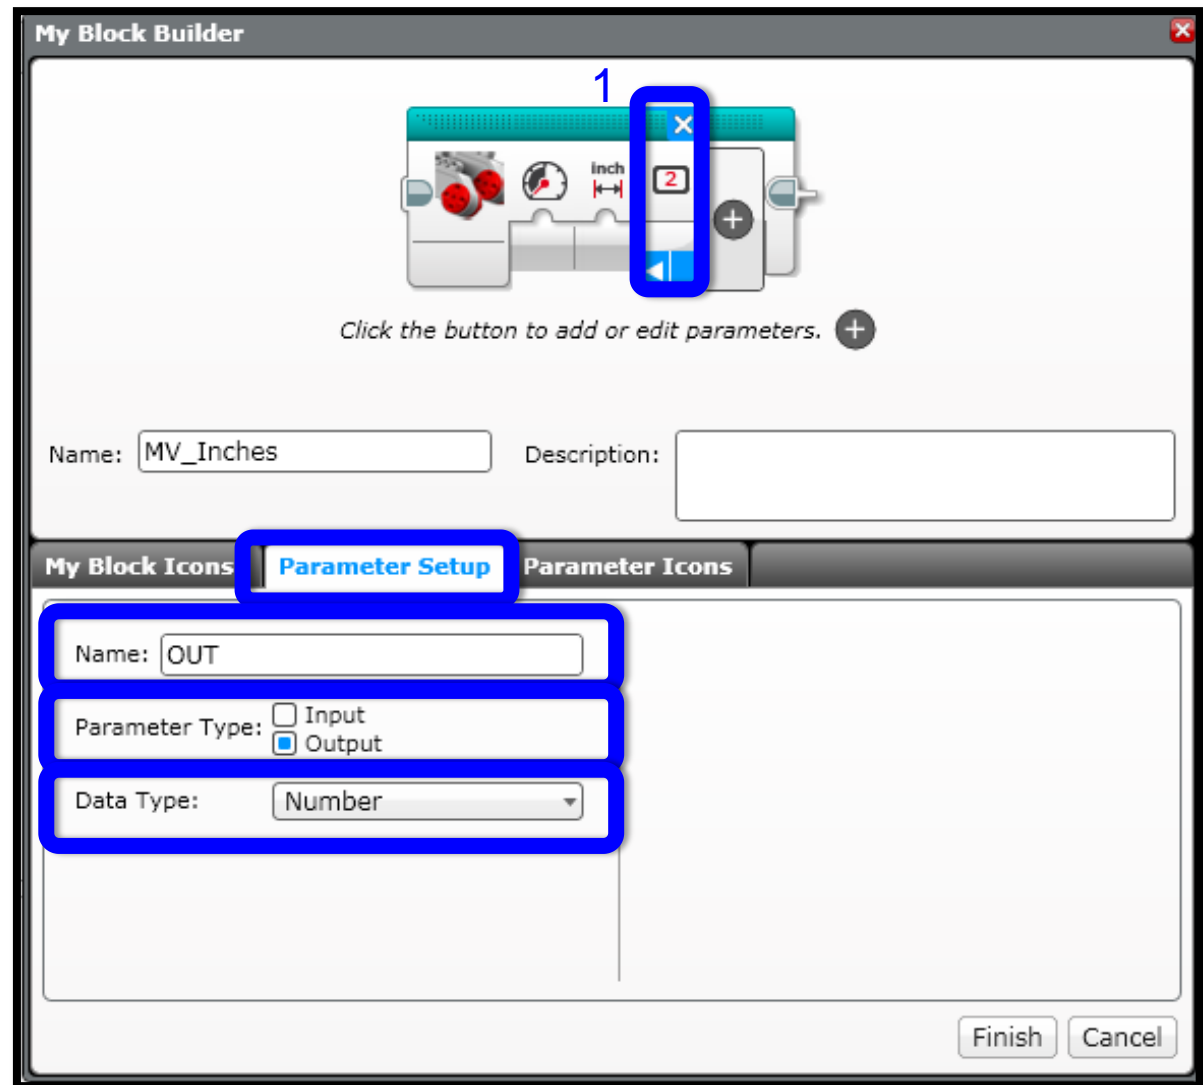 My Block Builder
1
inch
2
Click the button to add or edit parameters.
Name: MV_Inches Description:
My Block Icons Parameter Setup Parameter Icons
Name: OUT
Parameter Type: Input
Output
Data Type: Number
Finish Cancel